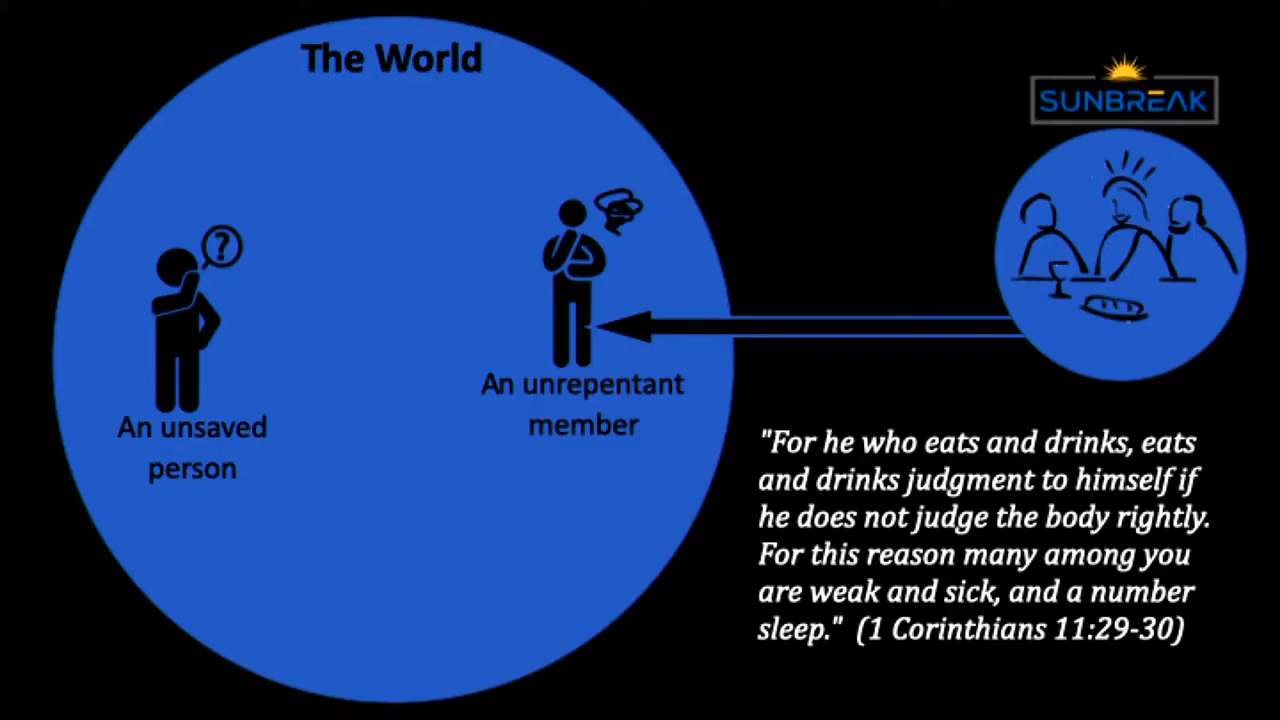 The World
SUNBREAK
?
An unsaved
person
An unrepentant
member
"For he who eats and drinks, eats
and drinks judgment to himself if
he does not judge the body rightly.
For this reason many among you
are weak and sick, and a number
sleep."  (1 Corinthians 11:29-30)